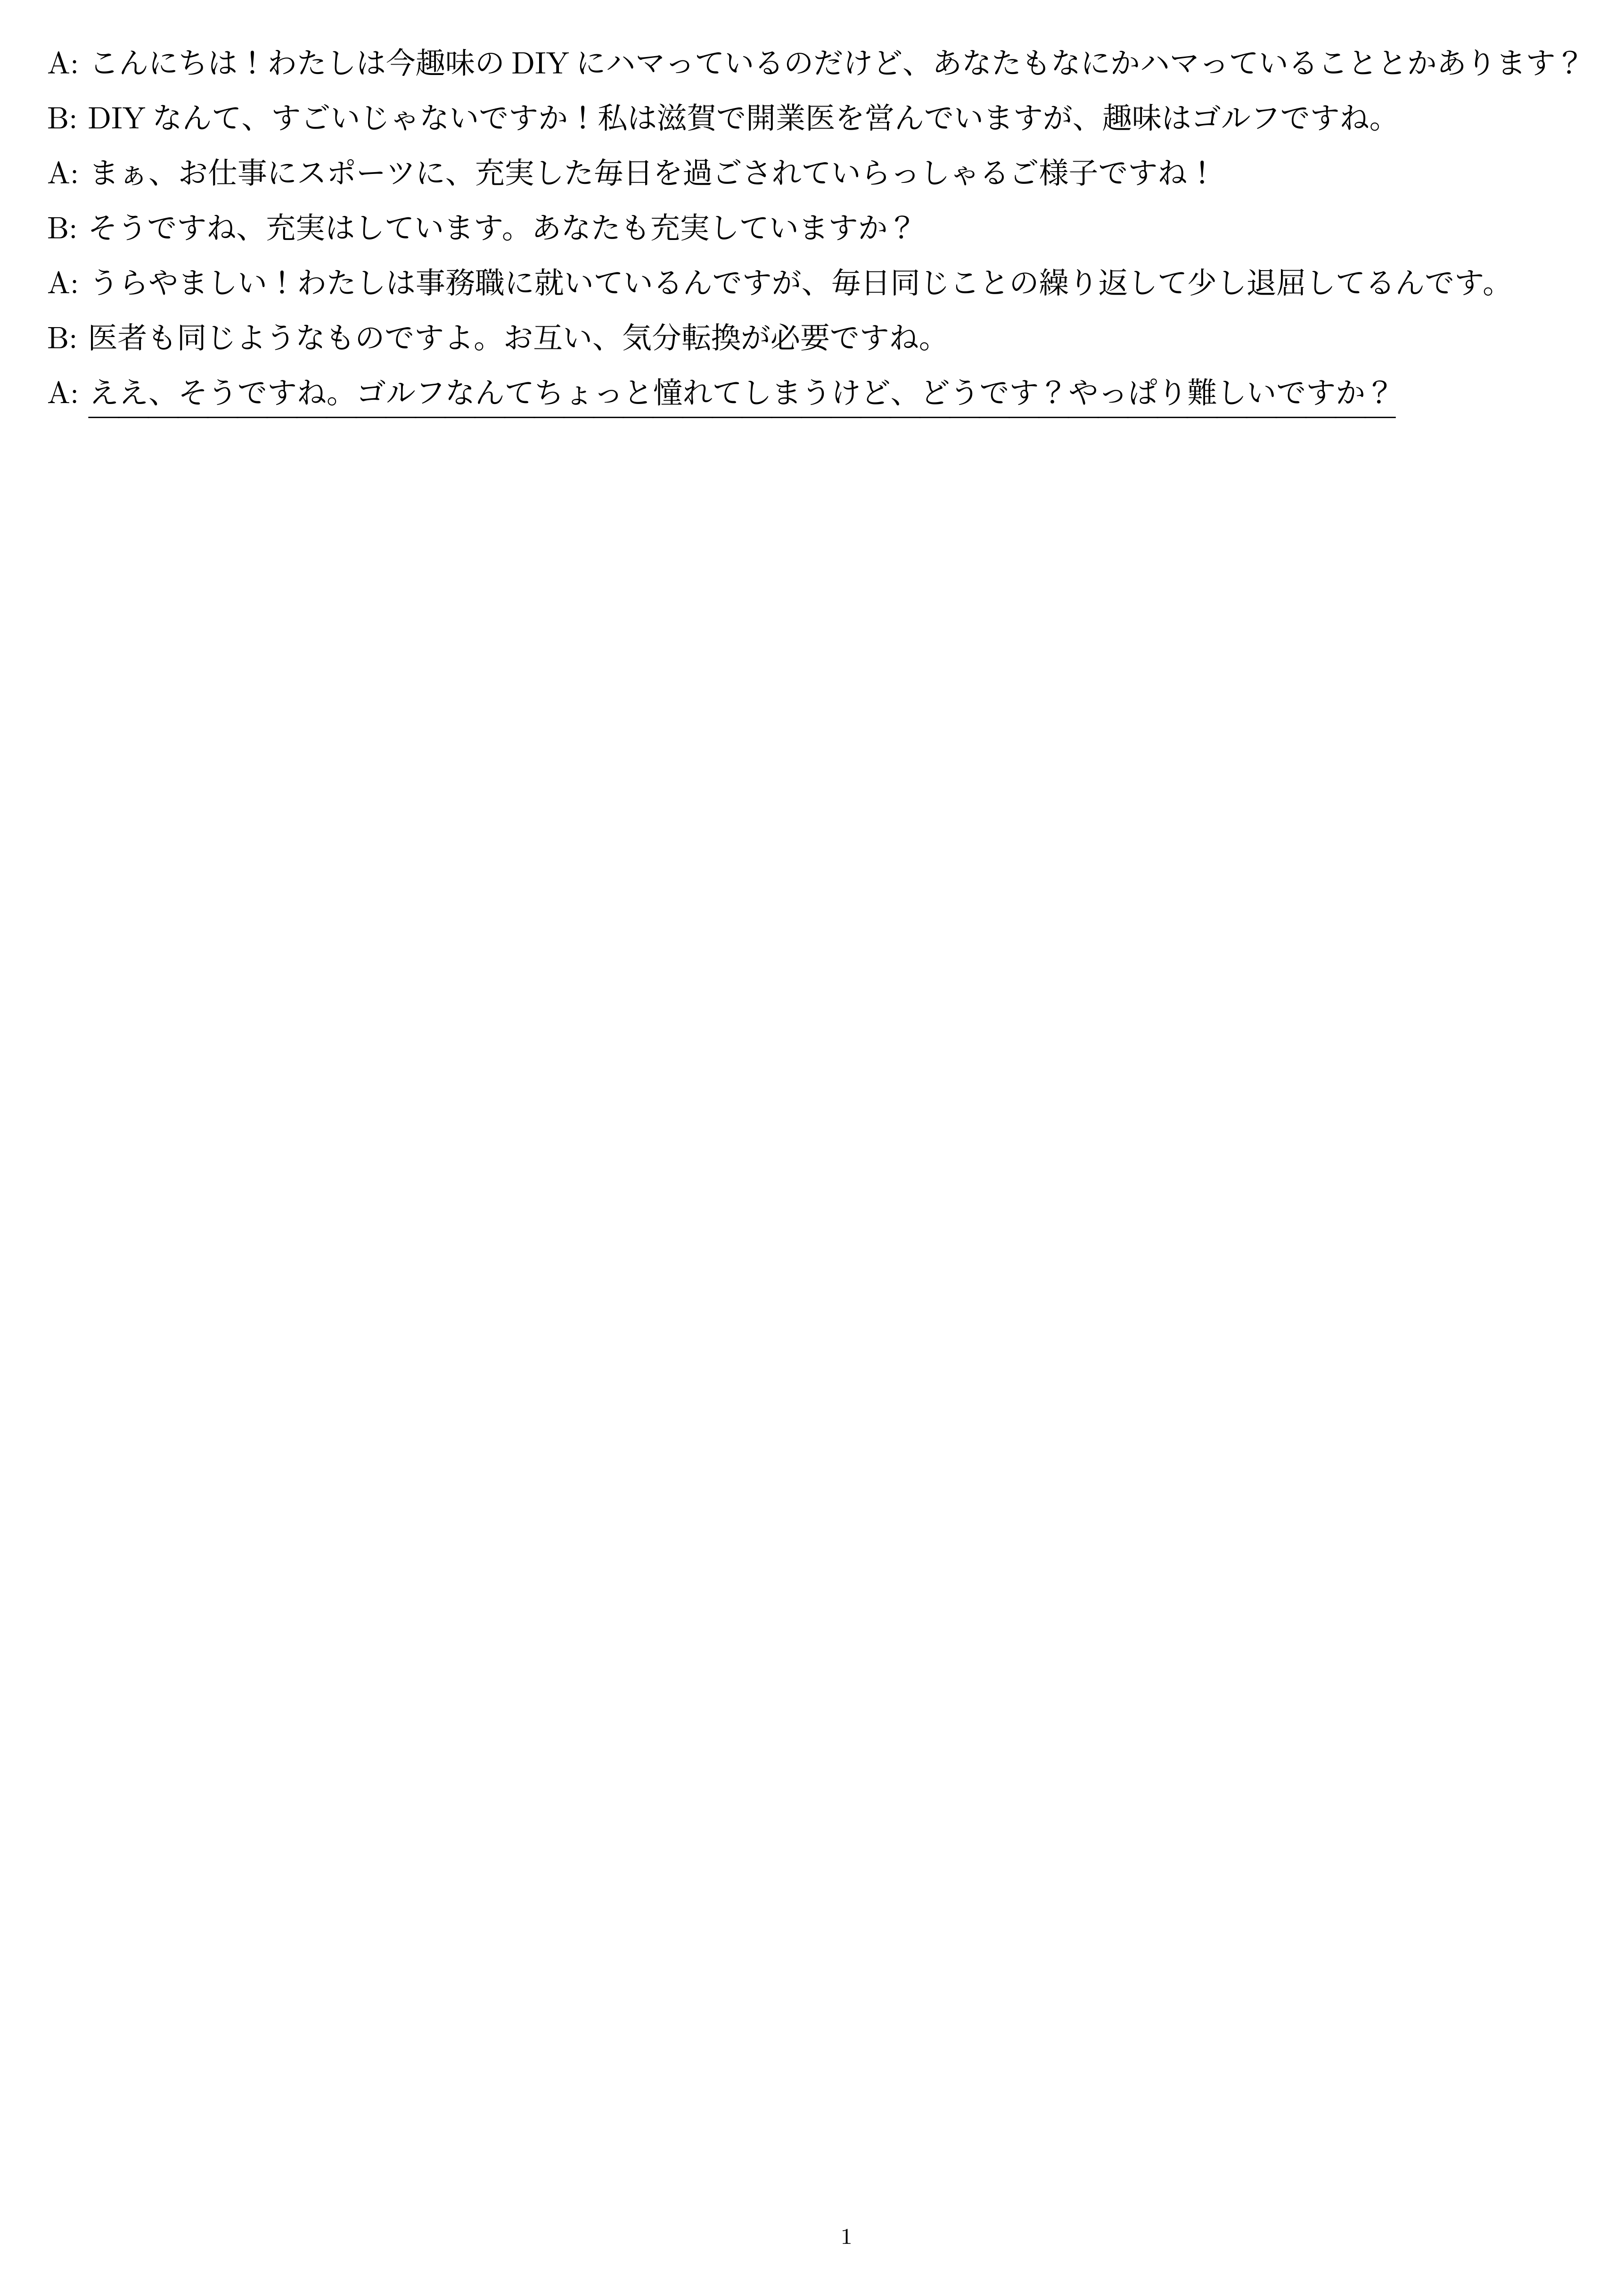 A: こんにちは！わたしは今趣味の DIY にハマっているのだけど、あなたもなにかハマっていることとかあります？
B: DIY なんて、すごいじゃないですか！私は滋賀で開業医を営んでいますが、趣味はゴルフですね。
A: まぁ、お仕事にスポーツに、充実した毎日を過ごされていらっしゃるご様子ですね！
B: そうですね、充実はしています。あなたも充実していますか？
A: うらやましい！わたしは事務職に就いているんですが、毎日同じことの繰り返して少し退屈してるんです。
B: 医者も同じようなものですよ。お互い、気分転換が必要ですね。
A: ええ、そうですね。ゴルフなんてちょっと憧れてしまうけど、どうです？やっぱり難しいですか？
1